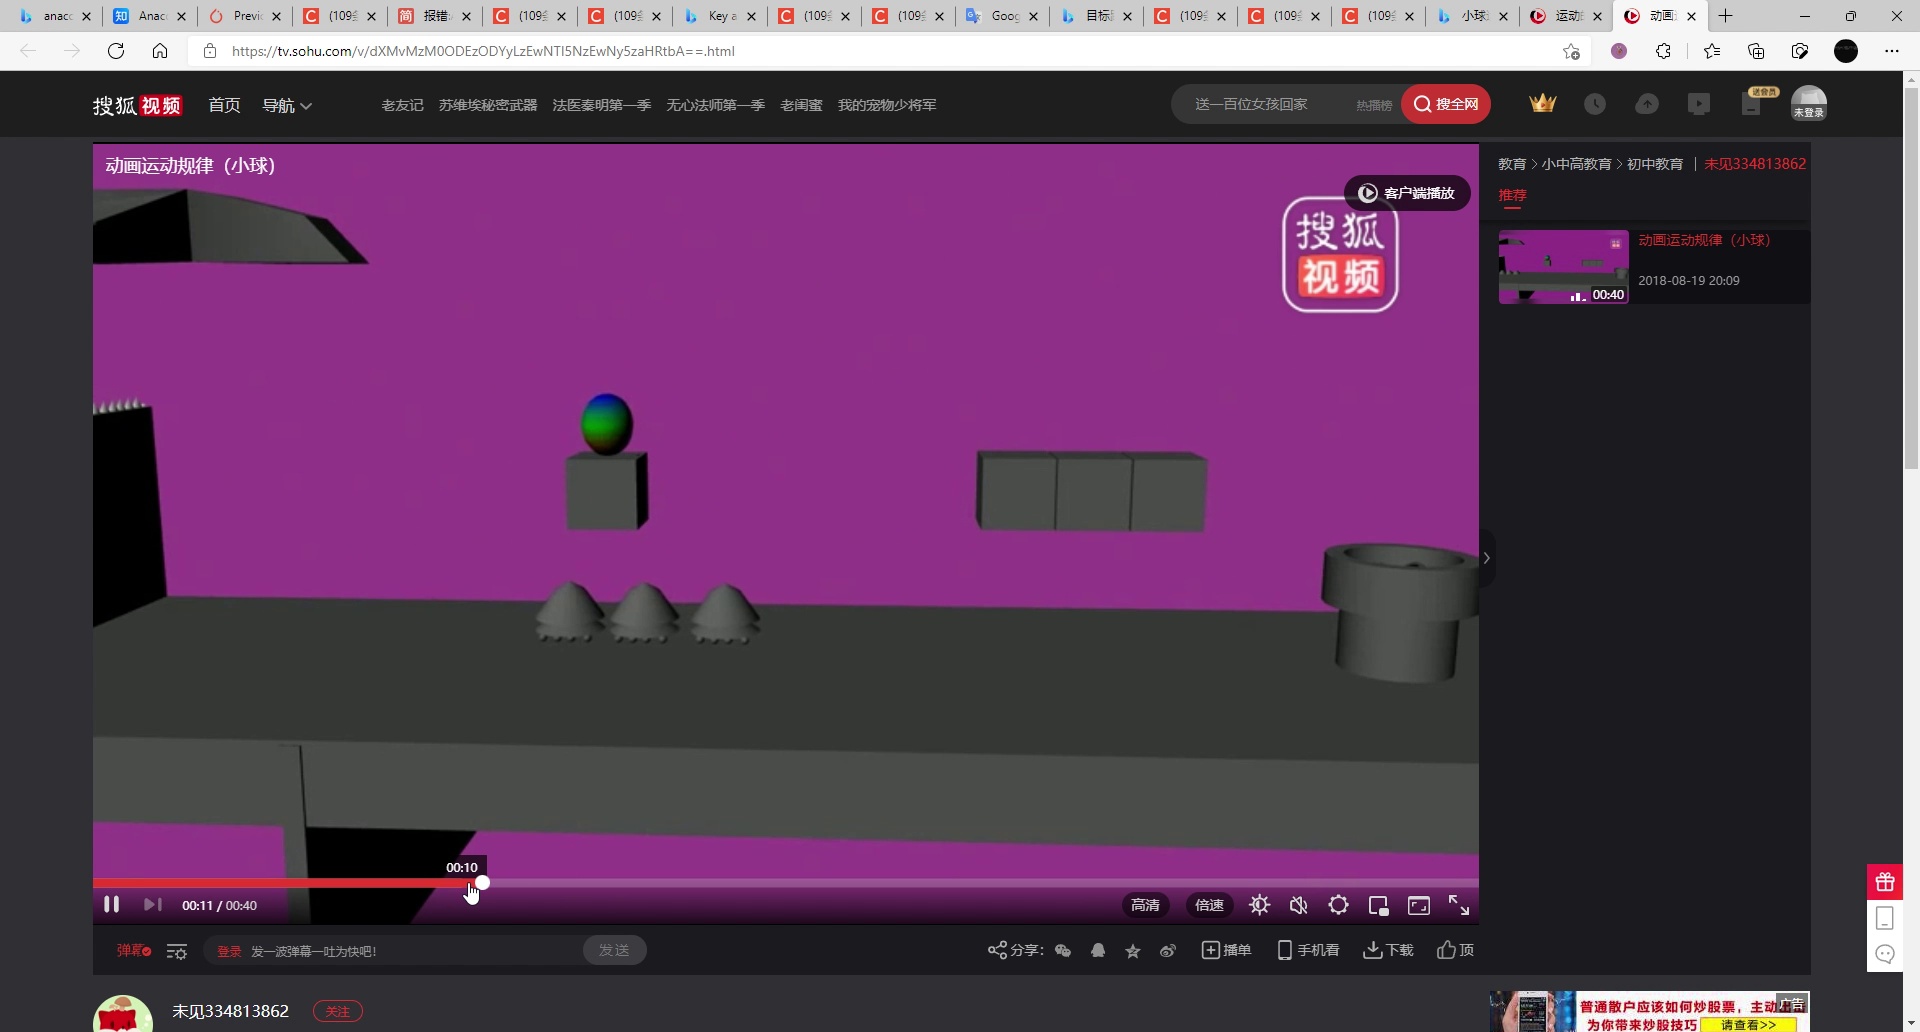 anacc
Anac
Previ
(109
报错
(109
(109
Key a
(109
(109
Goog
目标
(109
(109
(109
小球
运动
动画
https://tv.sohu.com/v/dXMvMzM0ODEzODYyLzEwNTI5NzEwNy5zaHRtbA==.html
搜狐视频
首页
导航
老友记
苏维埃秘密武器
法医秦明第一季
无心法师第一季
老闺蜜
我的宠物少将军
送一百位女孩回家
热播榜
搜全网
送会员
未登录
动画运动规律（小球）
客户端播放
搜狐
视频
教育 > 小中高教育 > 初中教育 | 未见334813862
推荐
动画运动规律（小球）
2018-08-19 20:09
00:40
00:10
00:11 / 00:40
高清
倍速
弹幕
登录 发一波弹幕一吐为快吧!
发送
分享:
播单
手机看
下载
顶
未见334813862
关注
普通散户应该如何炒股票，主动出
广告
为你带来炒股技巧
请查看>>